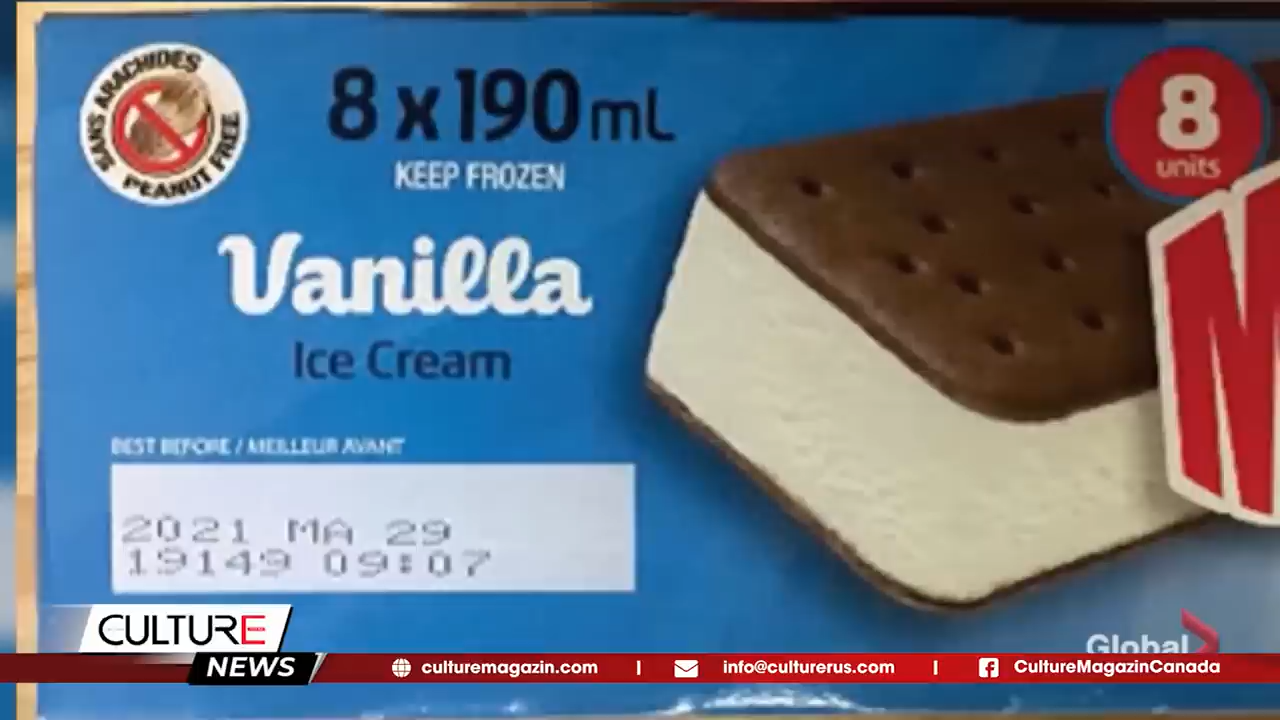 SANS ARACHIDES
PEANUT FREE
8 x 190 mL
KEEP FROZEN
8
units
Vanilla
Ice Cream
BEST BEFORE / MEILLEUR AVANT
2021 MA 29
19149 09:07
M
Global
CULTURE
NEWS
culturemagazin.com | info@culturerus.com | CultureMagazinCanada